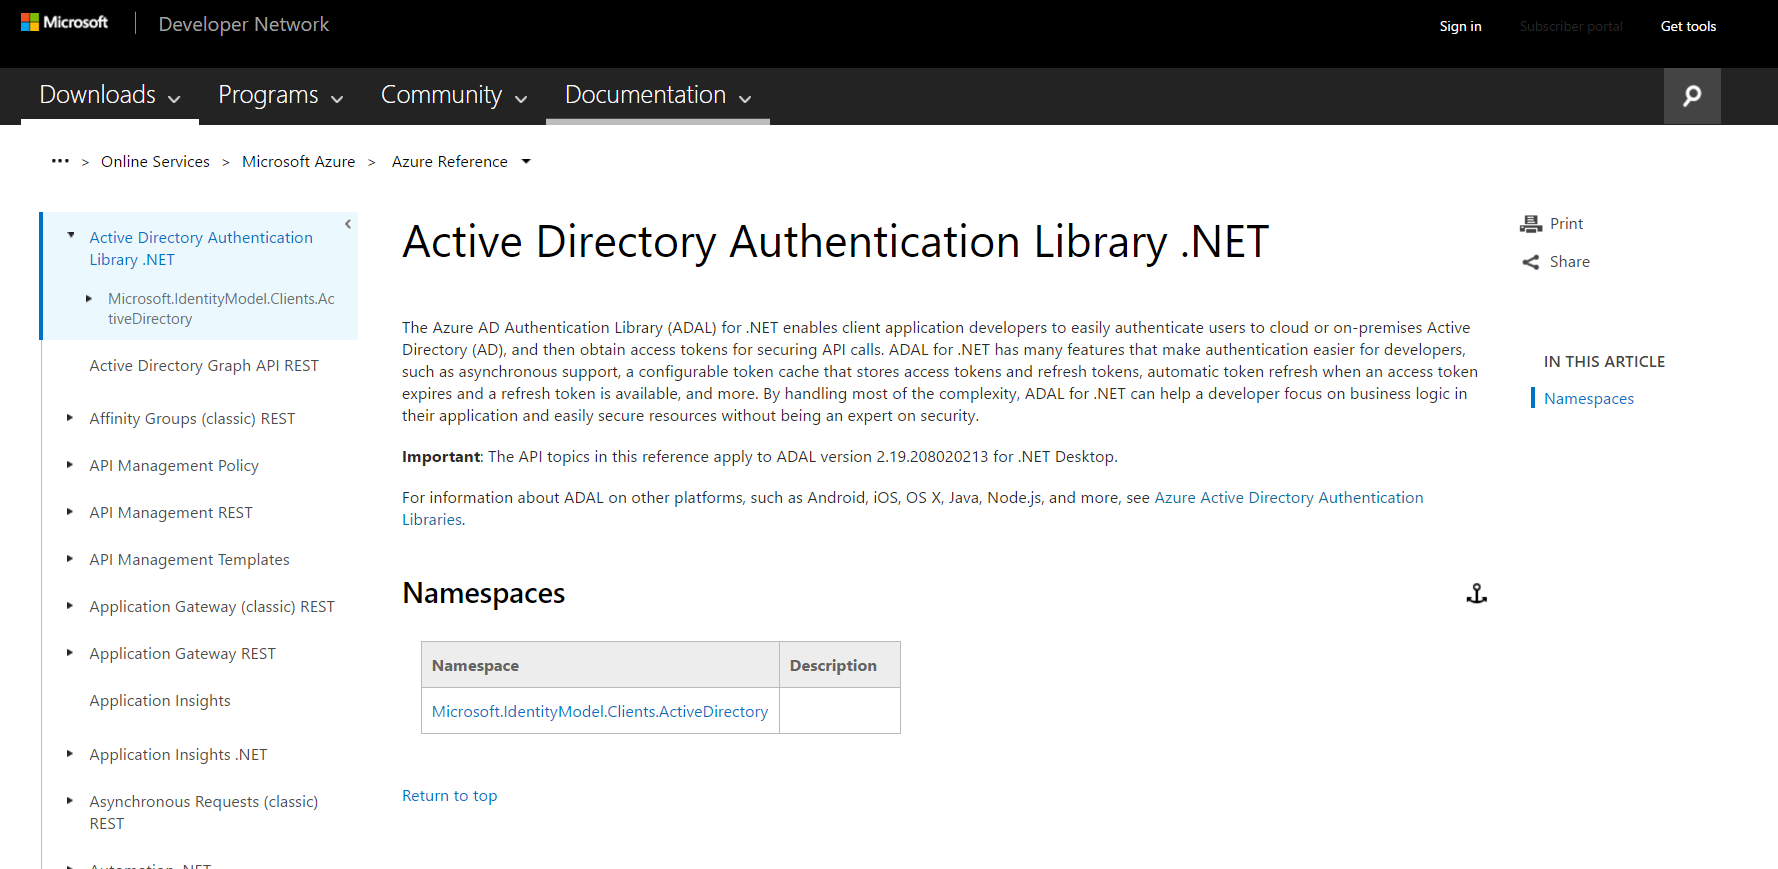 Microsoft
Developer Network
Sign in
Subscriber portal
Get tools
Downloads
Programs
Community
Documentation
... > Online Services > Microsoft Azure > Azure Reference
Active Directory Authentication
Library .NET
Microsoft.IdentityModel.Clients.Ac
tiveDirectory
Active Directory Graph API REST
Affinity Groups (classic) REST
API Management Policy
API Management REST
API Management Templates
Application Gateway (classic) REST
Application Gateway REST
Application Insights
Application Insights .NET
Asynchronous Requests (classic)
REST
Automation .NET
Active Directory Authentication Library .NET
The Azure AD Authentication Library (ADAL) for .NET enables client application developers to easily authenticate users to cloud or on-premises Active
Directory (AD), and then obtain access tokens for securing API calls. ADAL for .NET has many features that make authentication easier for developers,
such as asynchronous support, a configurable token cache that stores access tokens and refresh tokens, automatic token refresh when an access token
expires and a refresh token is available, and more. By handling most of the complexity, ADAL for .NET can help a developer focus on business logic in
their application and easily secure resources without being an expert on security.
Important: The API topics in this reference apply to ADAL version 2.19.208020213 for .NET Desktop.
For information about ADAL on other platforms, such as Android, iOS, OS X, Java, Node.js, and more, see Azure Active Directory Authentication
Libraries.
Namespaces
Namespace
Description
Microsoft.IdentityModel.Clients.ActiveDirectory
Return to top
Print
Share
IN THIS ARTICLE
Namespaces